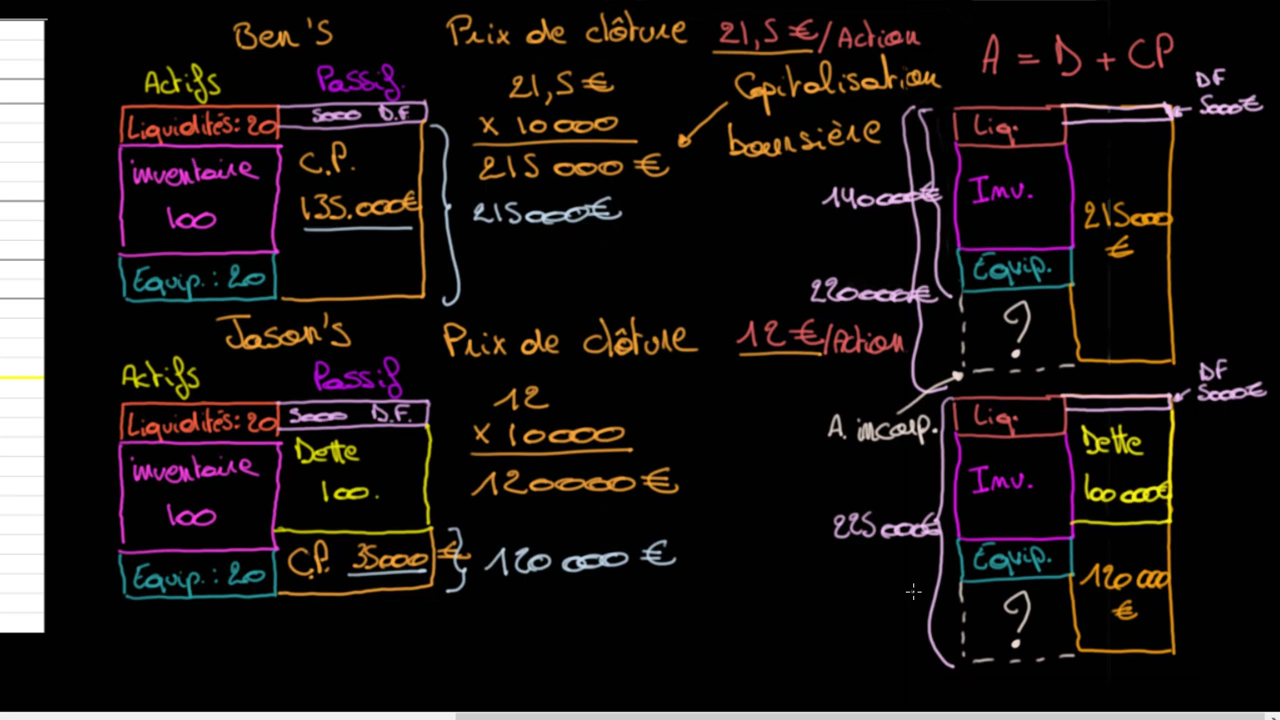 Ben's
Actifs
Passif.
Liquidités: 20
5000 D.F
inventaire
100
C.P.
135.000€
Equip.: 20
Prix de clôture 21,5 €/Action
21,5 €
x 10000
215 000 €
215000€
Capitalisation
boursière
A = D + CP
DF
5000€
Liq.
Inv.
Equip.
?
215000
€
140000€
220000€
Jason's
Actifs
Passif
Liquidités: 20
5000 D.F.
inventaire
100
Dette
100.
Equip.: 20
C.P. 35000 €
Prix de clôture 12 €/Action
12
x 10000
120000 €
120 000 €
A. incorp.
DF
5000€
Liq.
Inv.
Equip.
?
Dette
100 000€
120 000
€
225000€